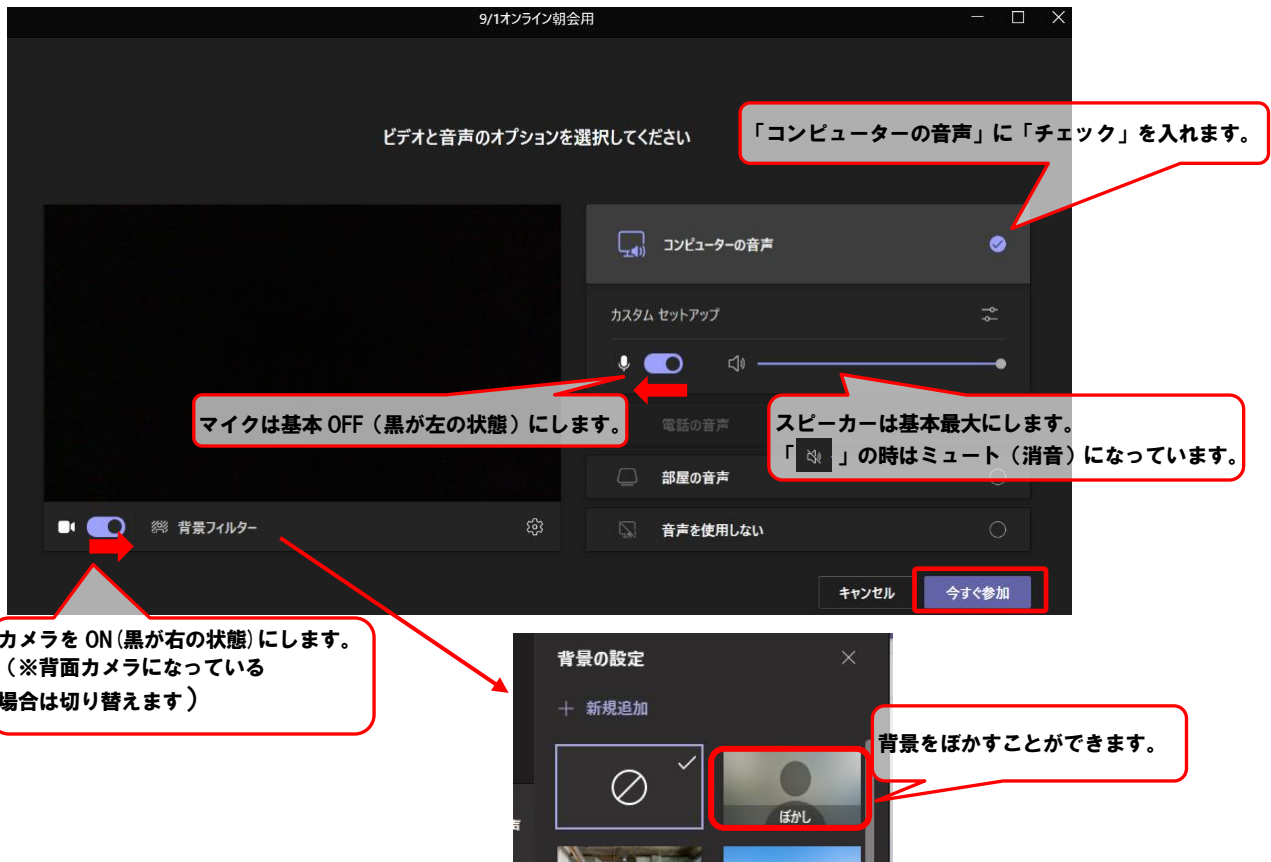 9/1オンライン朝会用
ビデオと音声のオプションを選択してください
「コンピューターの音声」に「チェック」を入れます。
コンピューターの音声
カスタム セットアップ
マイクは基本 OFF（黒が左の状態）にします。
電話の音声
スピーカーは基本最大にします。
「 」の時はミュート（消音）になっています。
部屋の音声
背景フィルター
音声を使用しない
キャンセル
今すぐ参加
カメラを ON(黒が右の状態)にします。
（※背面カメラになっている
場合は切り替えます）
背景の設定
＋ 新規追加
背景をぼかすことができます。
ぼかし
声